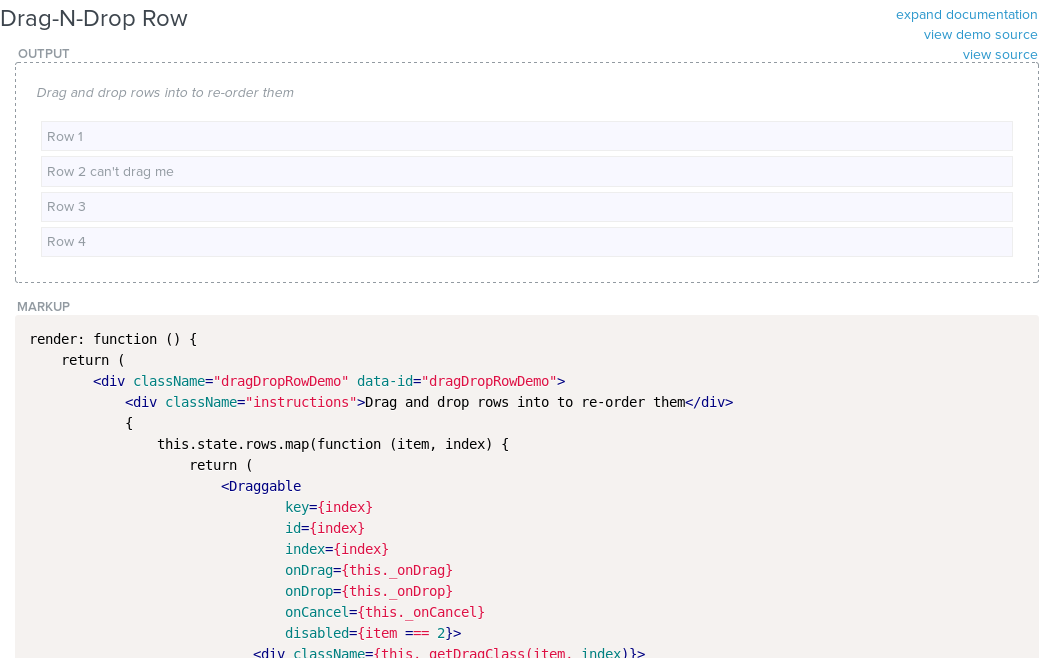 Drag-N-Drop Row
expand documentation
view demo source
view source
OUTPUT
Drag and drop rows into to re-order them
Row 1
Row 2 can't drag me
Row 3
Row 4
MARKUP
render: function () {
    return (
        <div className="dragDropRowDemo" data-id="dragDropRowDemo">
            <div className="instructions">Drag and drop rows into to re-order them</div>
            {
                this.state.rows.map(function (item, index) {
                    return (
                        <Draggable
                                key={index}
                                id={index}
                                index={index}
                                onDrag={this._onDrag}
                                onDrop={this._onDrop}
                                onCancel={this._onCancel}
                                disabled={item === 2}>
                            <div className={this._getDragClass(item, index)}>